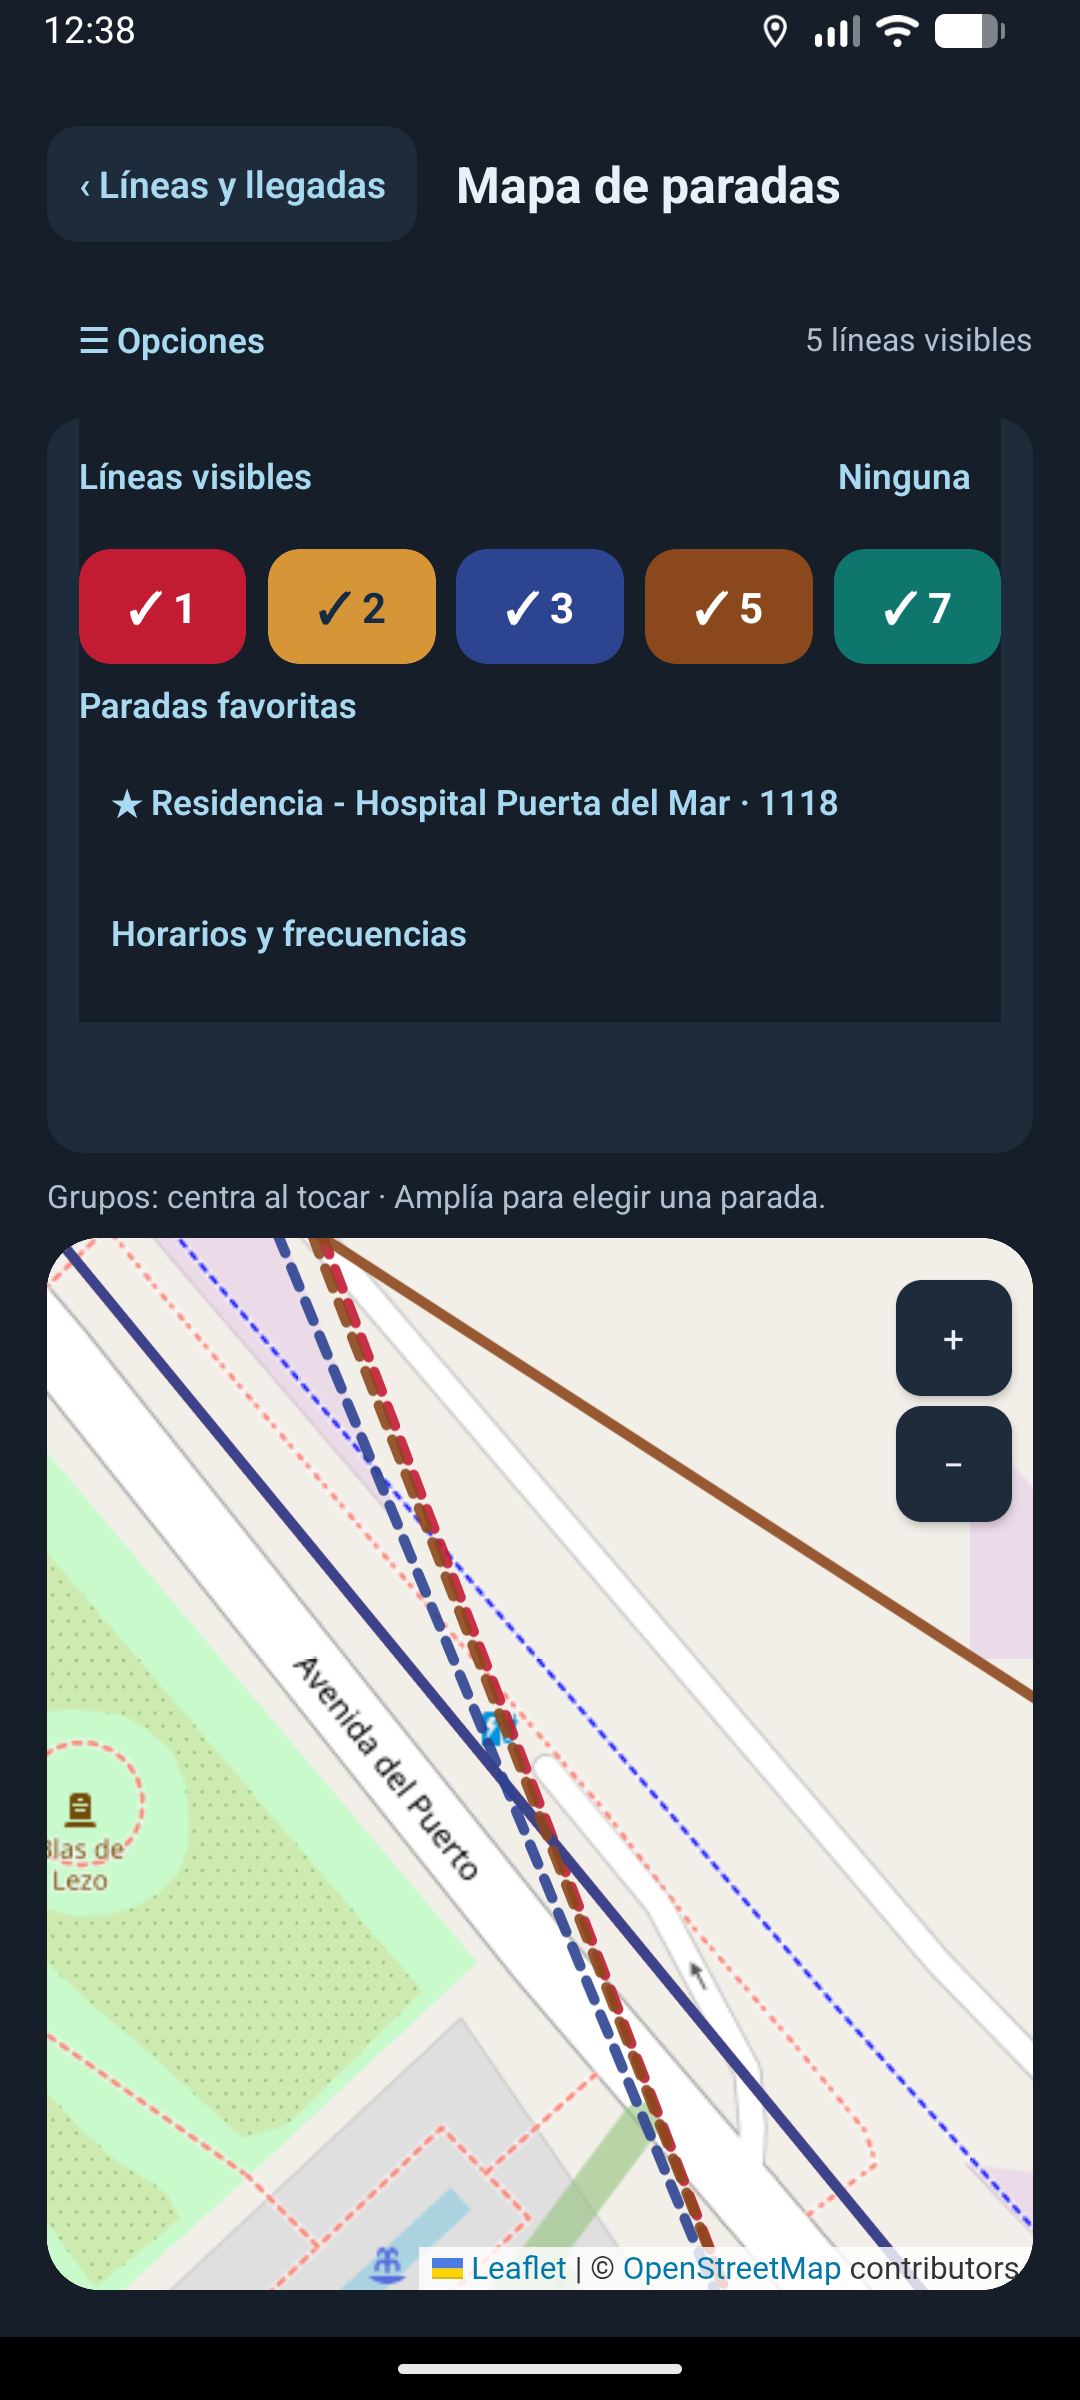 12:38
‹ Líneas y llegadas
Mapa de paradas
☰ Opciones
5 líneas visibles
Líneas visibles
Ninguna
✓ 1
✓ 2
✓ 3
✓ 5
✓ 7
Paradas favoritas
★ Residencia - Hospital Puerta del Mar · 1118
Horarios y frecuencias
Grupos: centra al tocar · Amplía para elegir una parada.
+
−
Avenida del Puerto
Blas de
Lezo
Leaflet | © OpenStreetMap contributors